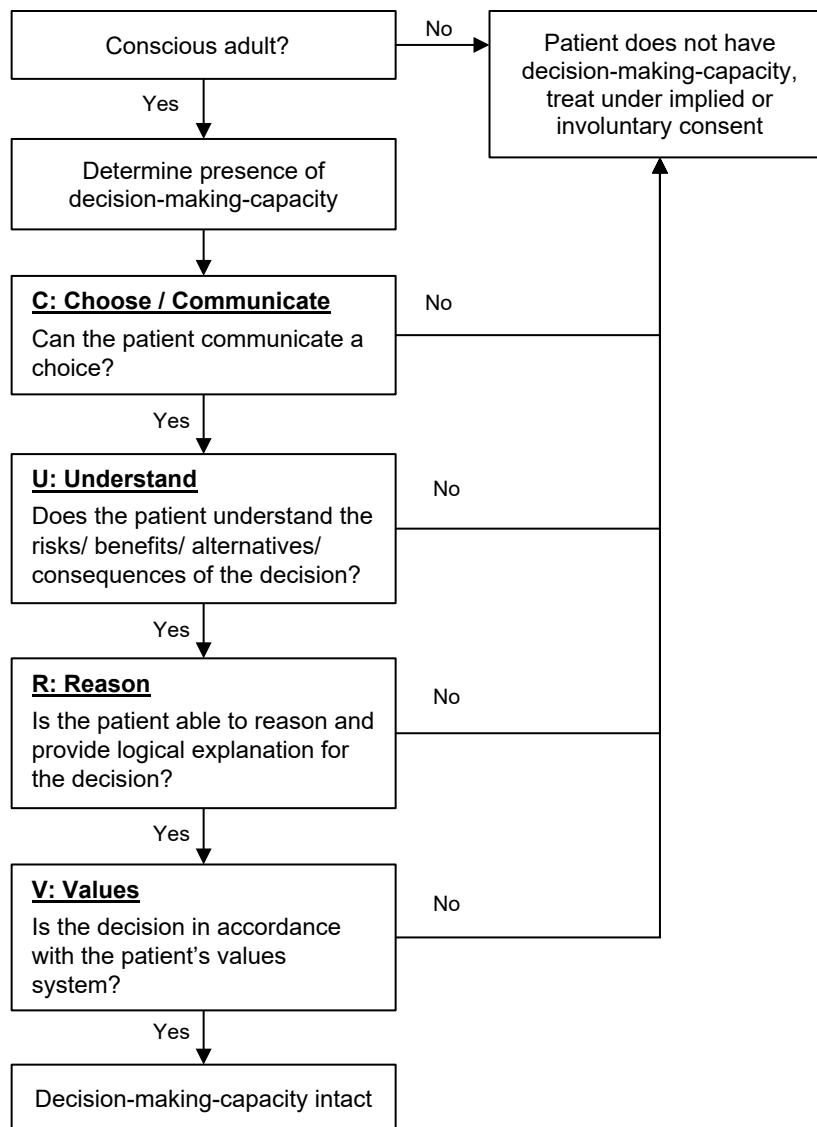 Conscious adult?
No
Patient does not have
decision-making-capacity,
treat under implied or
involuntary consent
Yes
Determine presence of
decision-making-capacity
C: Choose / Communicate
Can the patient communicate a
choice?
No
Yes
U: Understand
Does the patient understand the
risks/ benefits/ alternatives/
consequences of the decision?
No
Yes
R: Reason
Is the patient able to reason and
provide logical explanation for
the decision?
No
Yes
V: Values
Is the decision in accordance
with the patient’s values
system?
No
Yes
Decision-making-capacity intact